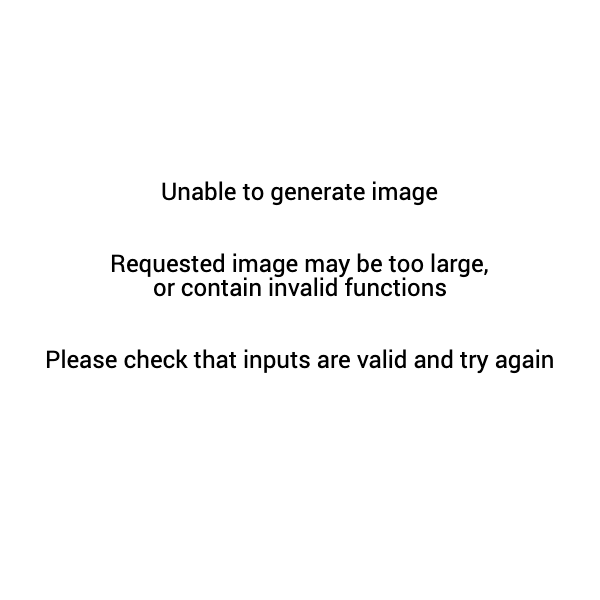 Unable to generate image
Requested image may be too large,
or contain invalid functions
Please check that inputs are valid and try again